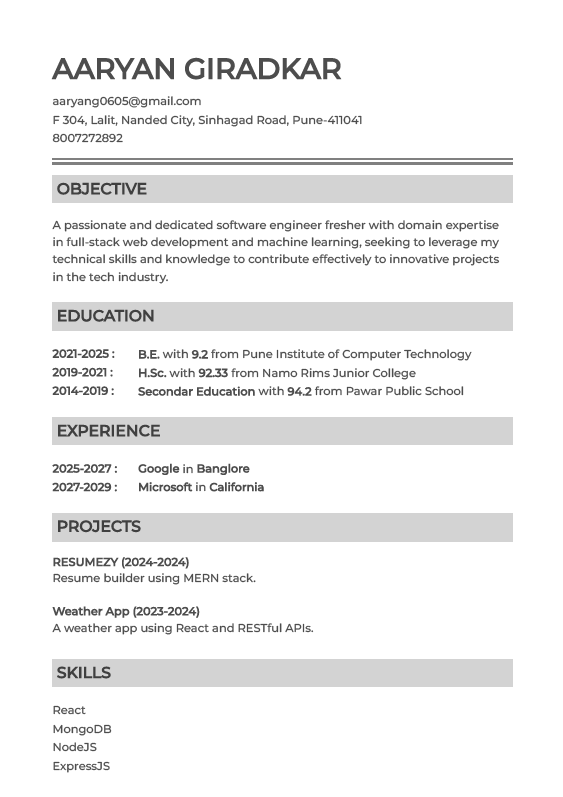 AARYAN GIRADKAR
aaryang0605@gmail.com
F 304, Lalit, Nanded City, Sinhagad Road, Pune-411041
8007272892
OBJECTIVE
A passionate and dedicated software engineer fresher with domain expertise
in full-stack web development and machine learning, seeking to leverage my
technical skills and knowledge to contribute effectively to innovative projects
in the tech industry.
EDUCATION
2021-2025 : B.E. with 9.2 from Pune Institute of Computer Technology
2019-2021 : H.Sc. with 92.33 from Namo Rims Junior College
2014-2019 : Secondar Education with 94.2 from Pawar Public School
EXPERIENCE
2025-2027 : Google in Banglore
2027-2029 : Microsoft in California
PROJECTS
RESUMEZY (2024-2024)
Resume builder using MERN stack.
Weather App (2023-2024)
A weather app using React and RESTful APIs.
SKILLS
React
MongoDB
NodeJS
ExpressJS